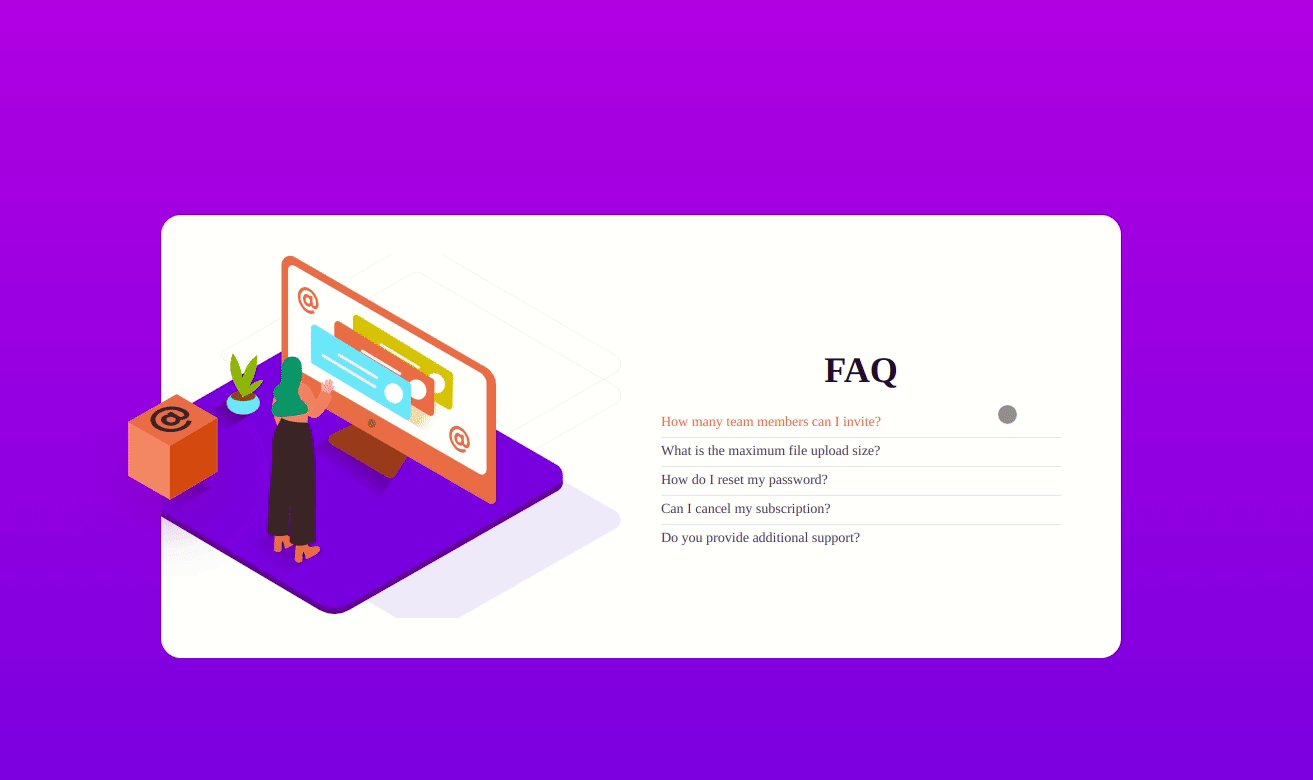 @
@
@
FAQ
How many team members can I invite?
What is the maximum file upload size?
How do I reset my password?
Can I cancel my subscription?
Do you provide additional support?